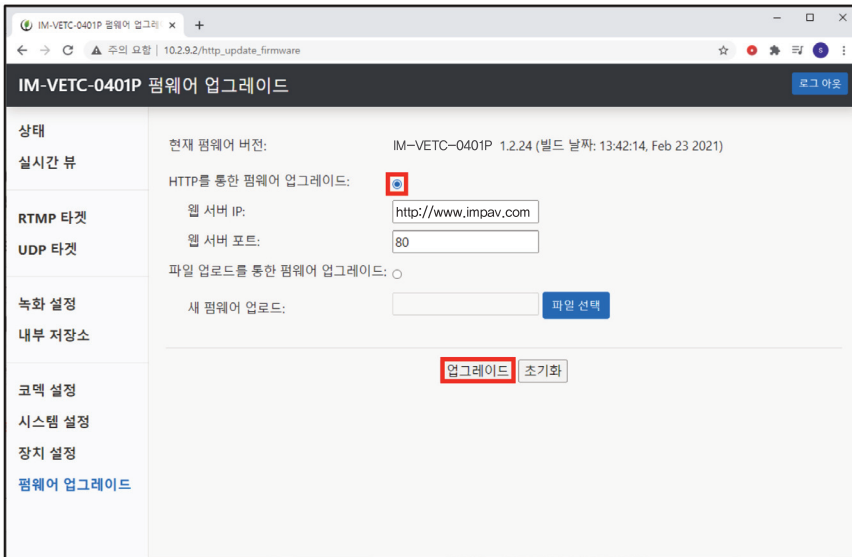 IM-VETC-0401P 펌웨어 업그레
주의 요함 | 10.2.9.2/http_update_firmware
IM-VETC-0401P 펌웨어 업그레이드
로그 아웃
상태
실시간 뷰
RTMP 타겟
UDP 타겟
녹화 설정
내부 저장소
코덱 설정
시스템 설정
장치 설정
펌웨어 업그레이드
현재 펌웨어 버전: IM-VETC-0401P 1.2.24 (빌드 날짜: 13:42:14, Feb 23 2021)
HTTP를 통한 펌웨어 업그레이드:
웹 서버 IP: http://www.impav.com
웹 서버 포트: 80
파일 업로드를 통한 펌웨어 업그레이드:
새 펌웨어 업로드: 파일 선택
업그레이드 초기화